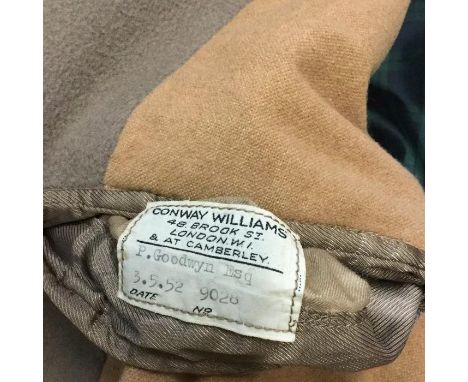 CONWAY WILLIAMS
48 BROOK ST.
LONDON. W.1.
& AT CAMBERLEY.
P. Goodwyn Esq
3.5.52 9028
DATE NO